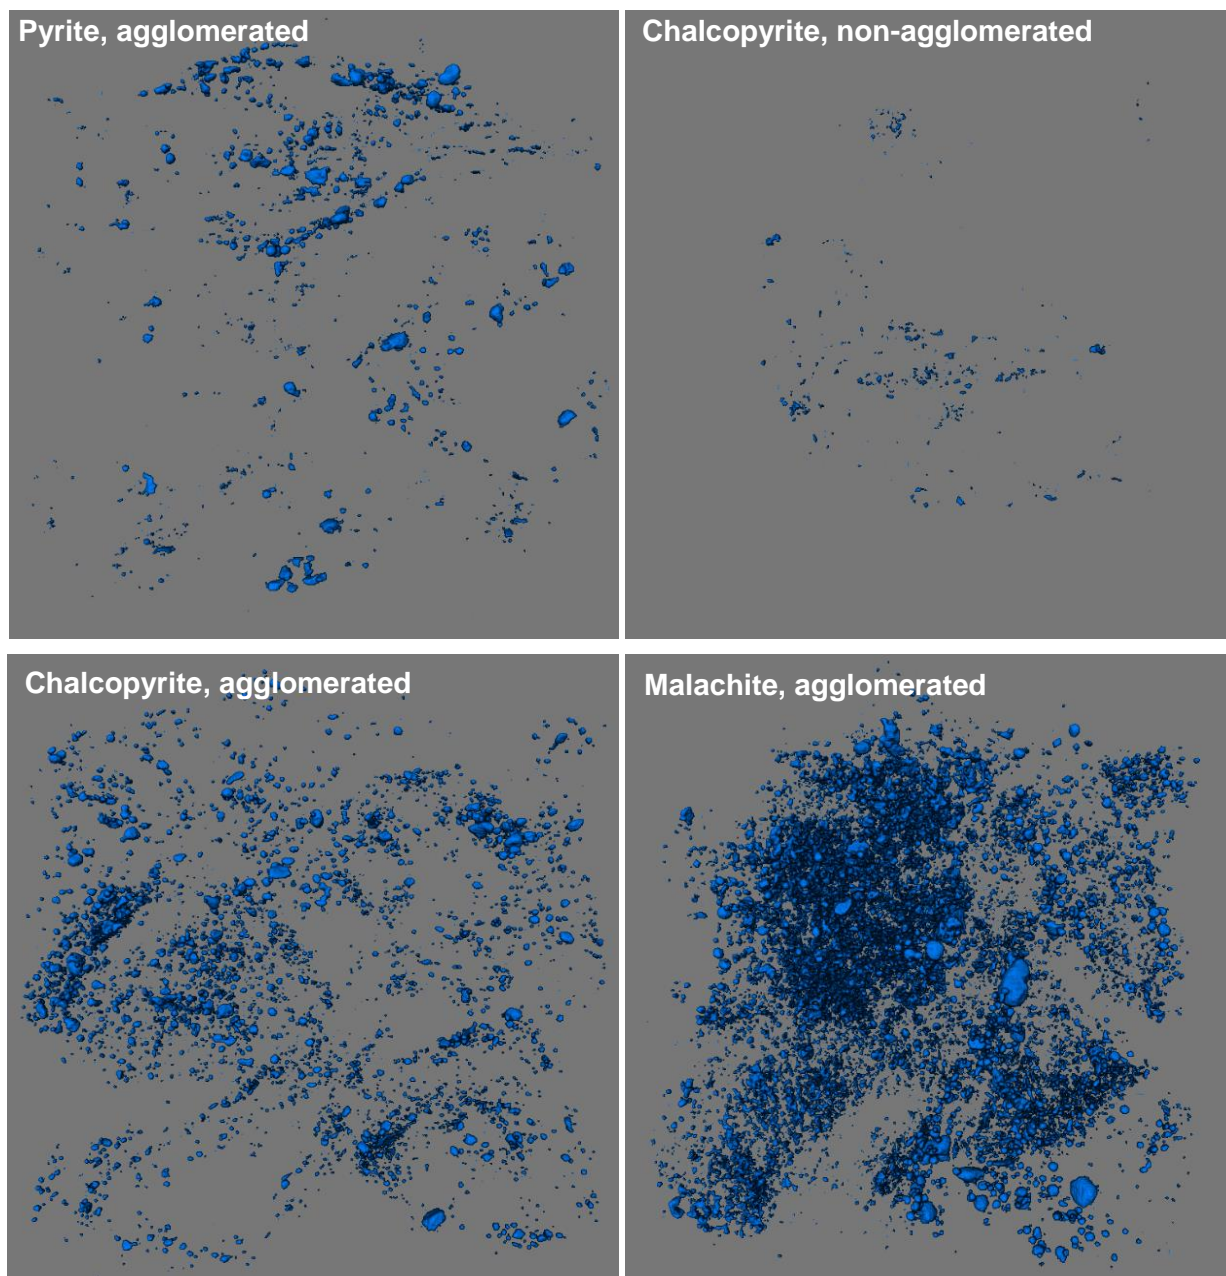 Pyrite, agglomerated
Chalcopyrite, non-agglomerated
Chalcopyrite, agglomerated
Malachite, agglomerated